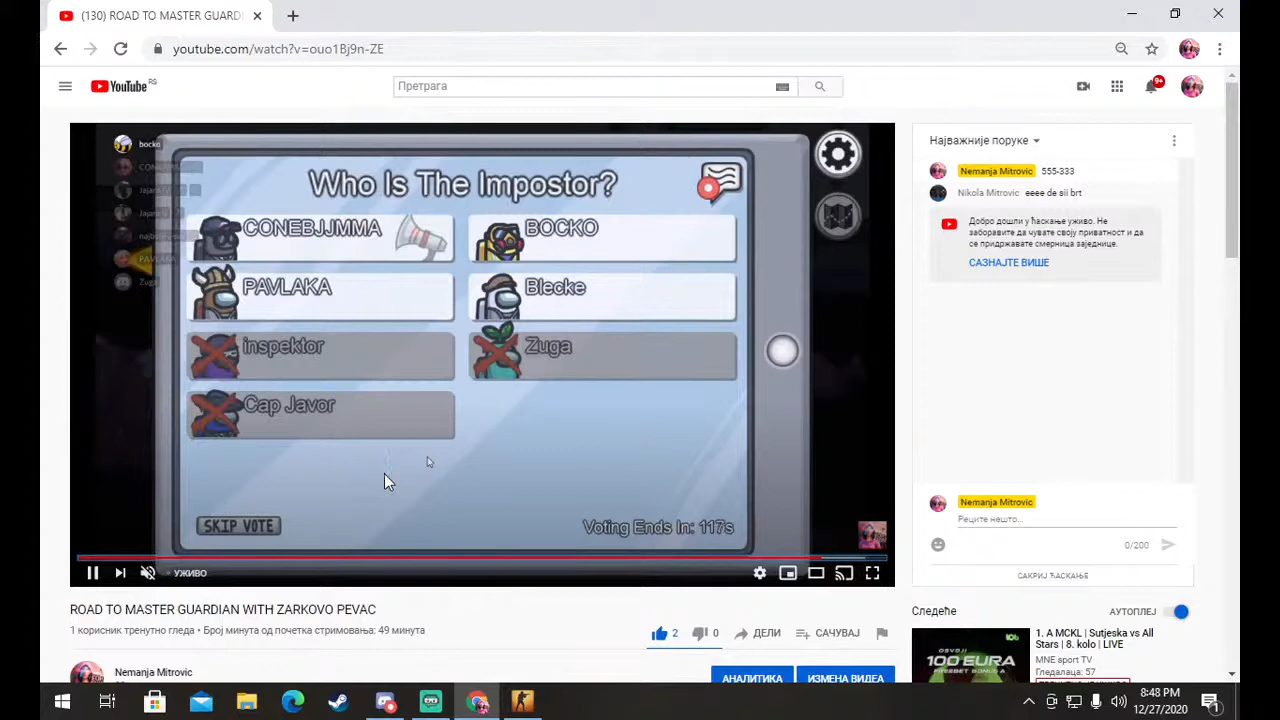 (130) ROAD TO MASTER GUARDI
youtube.com/watch?v=ouo1Bj9n-ZE
YouTube RS
Претрага
9+
bocko
Jajara
PAVLAKA
Zuga
Who Is The Impostor?
CONEBJJMMA
BOCKO
PAVLAKA
Blecke
inspektor
Zuga
Cap Javor
SKIP VOTE
Voting Ends In: 117s
УЖИВО
Најважније поруке
Nemanja Mitrovic 555-333
Nikola Mitrovic eeee de sii brt
Добро дошли у ћаскање уживо. Не
заборавите да чувате своју приватност и да
се придржавате смерница заједнице.
САЗНАЈТЕ ВИШЕ
Nemanja Mitrovic
Реците нешто...
0/200
САКРИЈ ЋАСКАЊЕ
ROAD TO MASTER GUARDIAN WITH ZARKOVO PEVAC
1 корисник тренутно гледа • Број минута од почетка стримовања: 49 минута
2
0
ДЕЛИ
САЧУВАЈ
Nemanja Mitrovic
АНАЛИТИКА
ИЗМЕНА ВИДЕА
Следеће
АУТОПЛЕЈ
OSVOJI
100 EURA
1. A MCKL | Sutjeska vs All
Stars | 8. kolo | LIVE
MNE sport TV
Гледалаца: 57
8:48 PM
12/27/2020
1